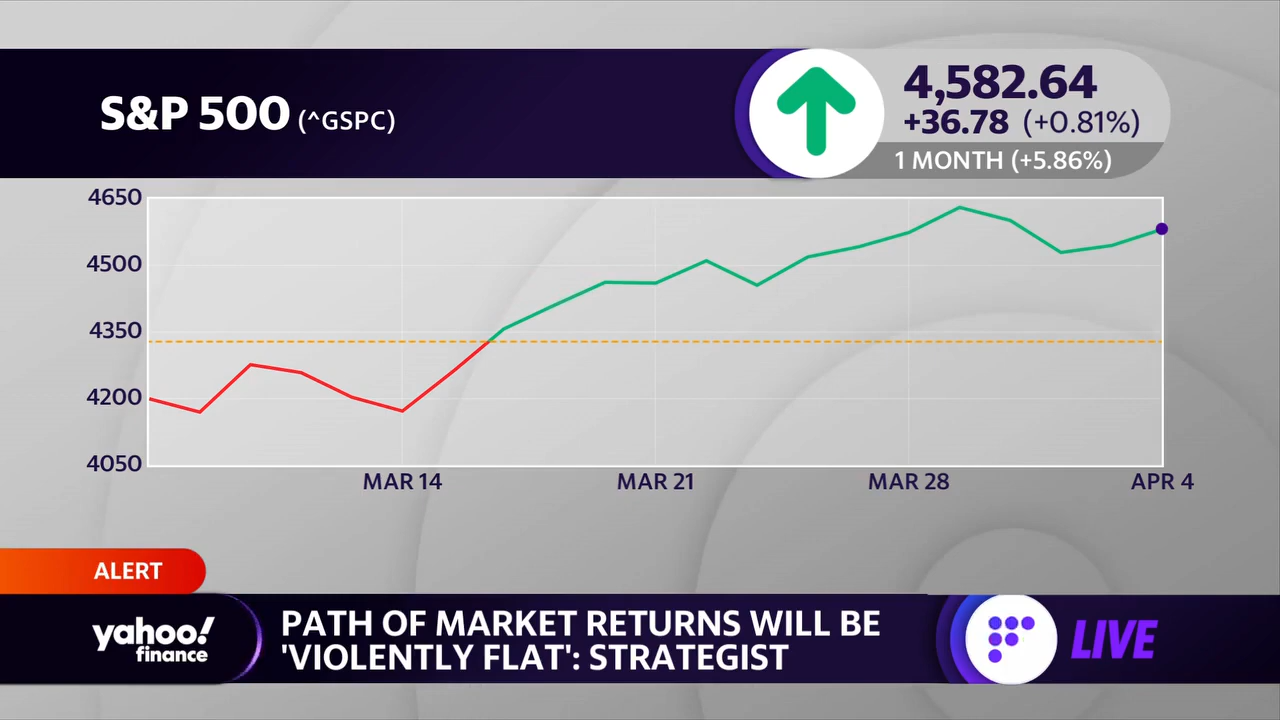 S&P 500 (^GSPC)
4,582.64
+36.78 (+0.81%)
1 MONTH (+5.86%)
4650
4500
4350
4200
4050
MAR 14 MAR 21 MAR 28 APR 4
ALERT
yahoo!
finance
PATH OF MARKET RETURNS WILL BE
'VIOLENTLY FLAT': STRATEGIST
LIVE